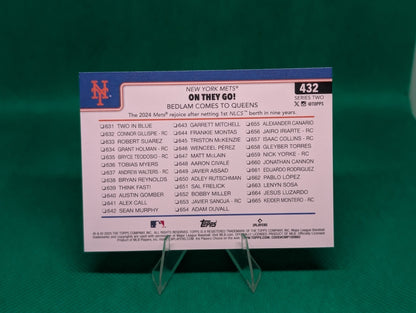 NEW YORK METS®
432
ON THEY GO!
SERIES TWO
BEDLAM COMES TO QUEENS
@TOPPS
The 2024 Mets® rejoice after netting 1st NLCS™ berth in nine years.
631 TWO IN BLUE
632 CONNOR GILLISPIE - RC
633 ROBERT SUAREZ
634 GRANT HOLMAN - RC
635 BRYCE TEODOSIO - RC
636 TOBIAS MYERS
637 ANDREW WALTERS - RC
638 BRYAN REYNOLDS
639 THINK FAST!
640 AUSTIN GOMBER
641 ALEX CALL
642 SEAN MURPHY
643 GARRETT MITCHELL
644 FRANKIE MONTAS
645 TRISTON McKENZIE
646 WENCEEL PEREZ
647 MATT McLAIN
648 AARON CIVALE
649 JAVIER ASSAD
650 ADLEY RUTSCHMAN
651 SAL FRELICK
652 BOBBY MILLER
653 JAVIER SANOJA - RC
654 ADAM DUVALL
655 ALEXANDER CANARIO
656 JAIRO IRIARTE - RC
657 ISAAC COLLINS - RC
658 GLEYBER TORRES
659 NICK YORKE - RC
660 JONATHAN CANNON
661 EDUARDO RODRIGUEZ
662 PABLO LÓPEZ
663 LENYN SOSA
664 JESÚS LUZARDO
665 KEIDER MONTERO - RC
Topps
PLAYERS